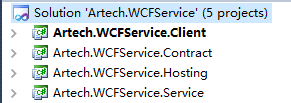 Solution 'Artech.WCFService' (5 projects)
Artech.WCFService.Client
Artech.WCFService.Contract
Artech.WCFService.Hosting
Artech.WCFService.Service